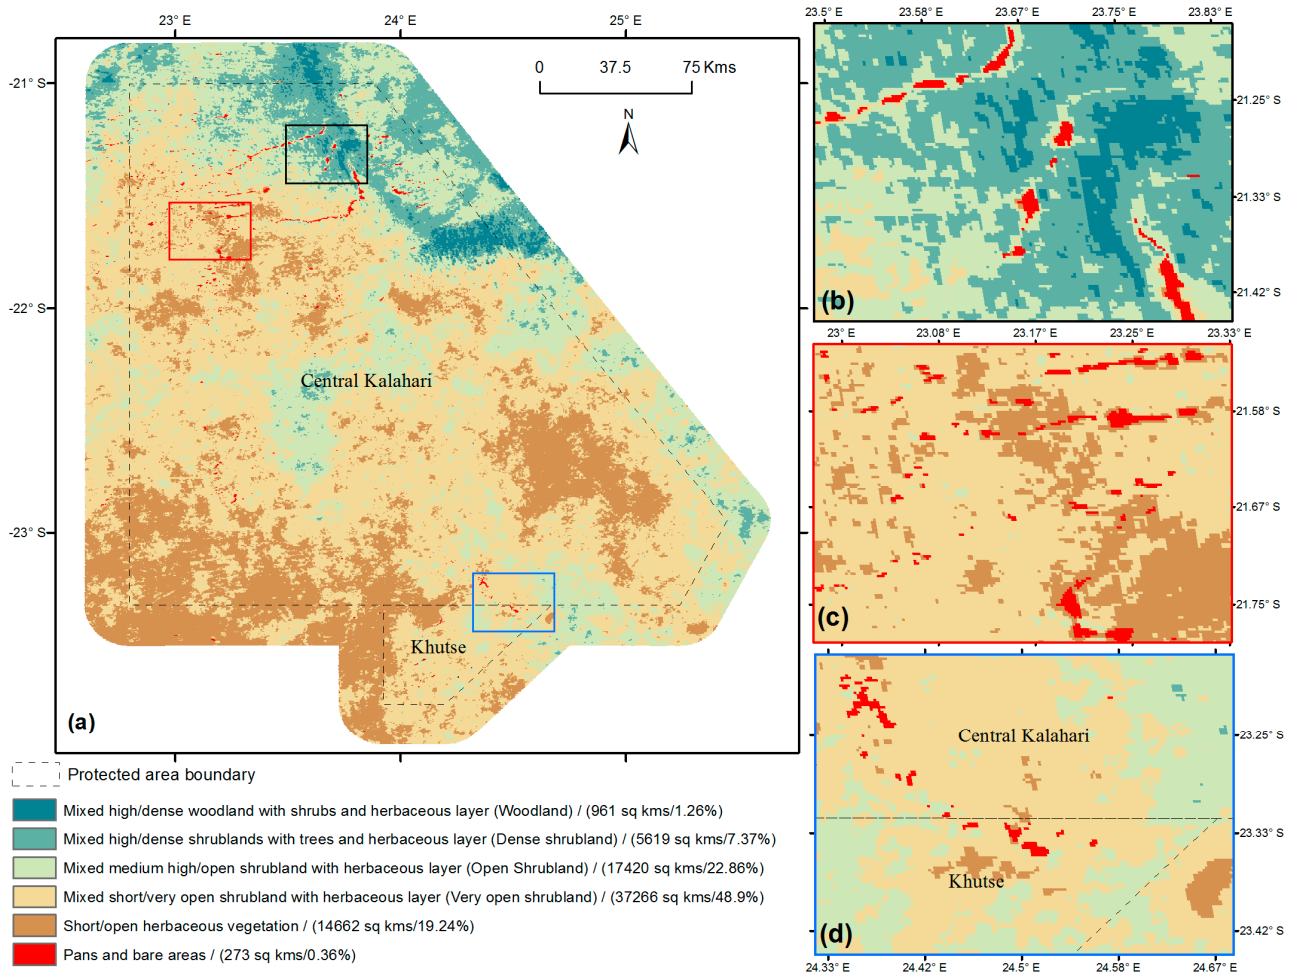 23° E
24° E
25° E
-21° S
-22° S
-23° S
0
37.5
75 Kms
N
Central Kalahari
Khutse
(a)
Protected area boundary
Mixed high/dense woodland with shrubs and herbaceous layer (Woodland) / (961 sq kms/1.26%)
Mixed high/dense shrublands with trees and herbaceous layer (Dense shrubland) / (5619 sq kms/7.37%)
Mixed medium high/open shrubland with herbaceous layer (Open Shrubland) / (17420 sq kms/22.86%)
Mixed short/very open shrubland with herbaceous layer (Very open shrubland) / (37266 sq kms/48.9%)
Short/open herbaceous vegetation / (14662 sq kms/19.24%)
Pans and bare areas / (273 sq kms/0.36%)
23.5° E
23.58° E
23.67° E
23.75° E
23.83° E
21.25° S
21.33° S
21.42° S
(b)
23° E
23.08° E
23.17° E
23.25° E
23.33° E
21.58° S
21.67° S
21.75° S
(c)
Central Kalahari
23.25° S
23.33° S
Khutse
23.42° S
(d)
24.33° E
24.42° E
24.5° E
24.58° E
24.67° E